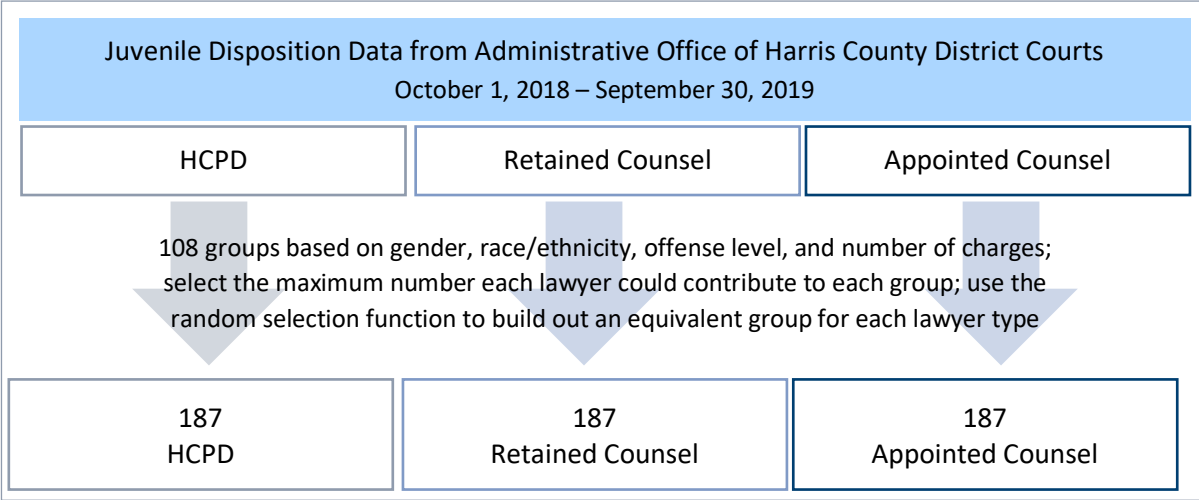 Juvenile Disposition Data from Administrative Office of Harris County District Courts
October 1, 2018 – September 30, 2019
HCPD
Retained Counsel
Appointed Counsel
108 groups based on gender, race/ethnicity, offense level, and number of charges;
select the maximum number each lawyer could contribute to each group; use the
random selection function to build out an equivalent group for each lawyer type
187
HCPD
187
Retained Counsel
187
Appointed Counsel